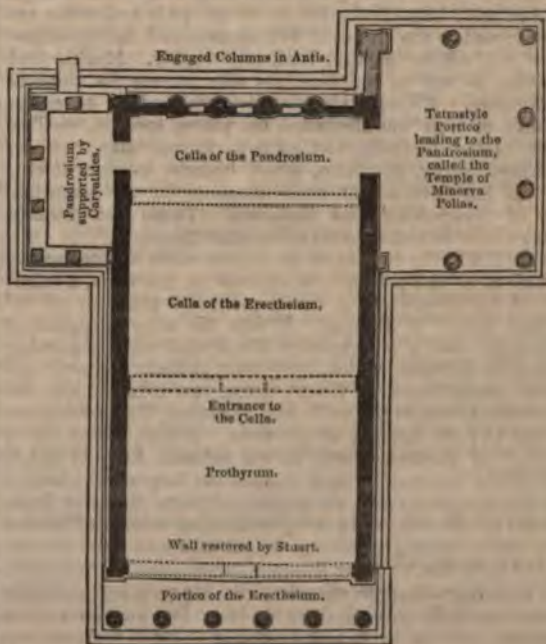 Engaged Columns in Antis.
Tetrastyle
Portico
leading to the
Pandrosium,
called the
Temple of
Minerva
Polias.
Pandrosium
supported by
Caryatides.
Cella of the Pandrosium.
Cella of the Erectheium.
Entrance to
the Cella.
Prothyrum.
Wall restored by Stuart.
Portico of the Erectheium.